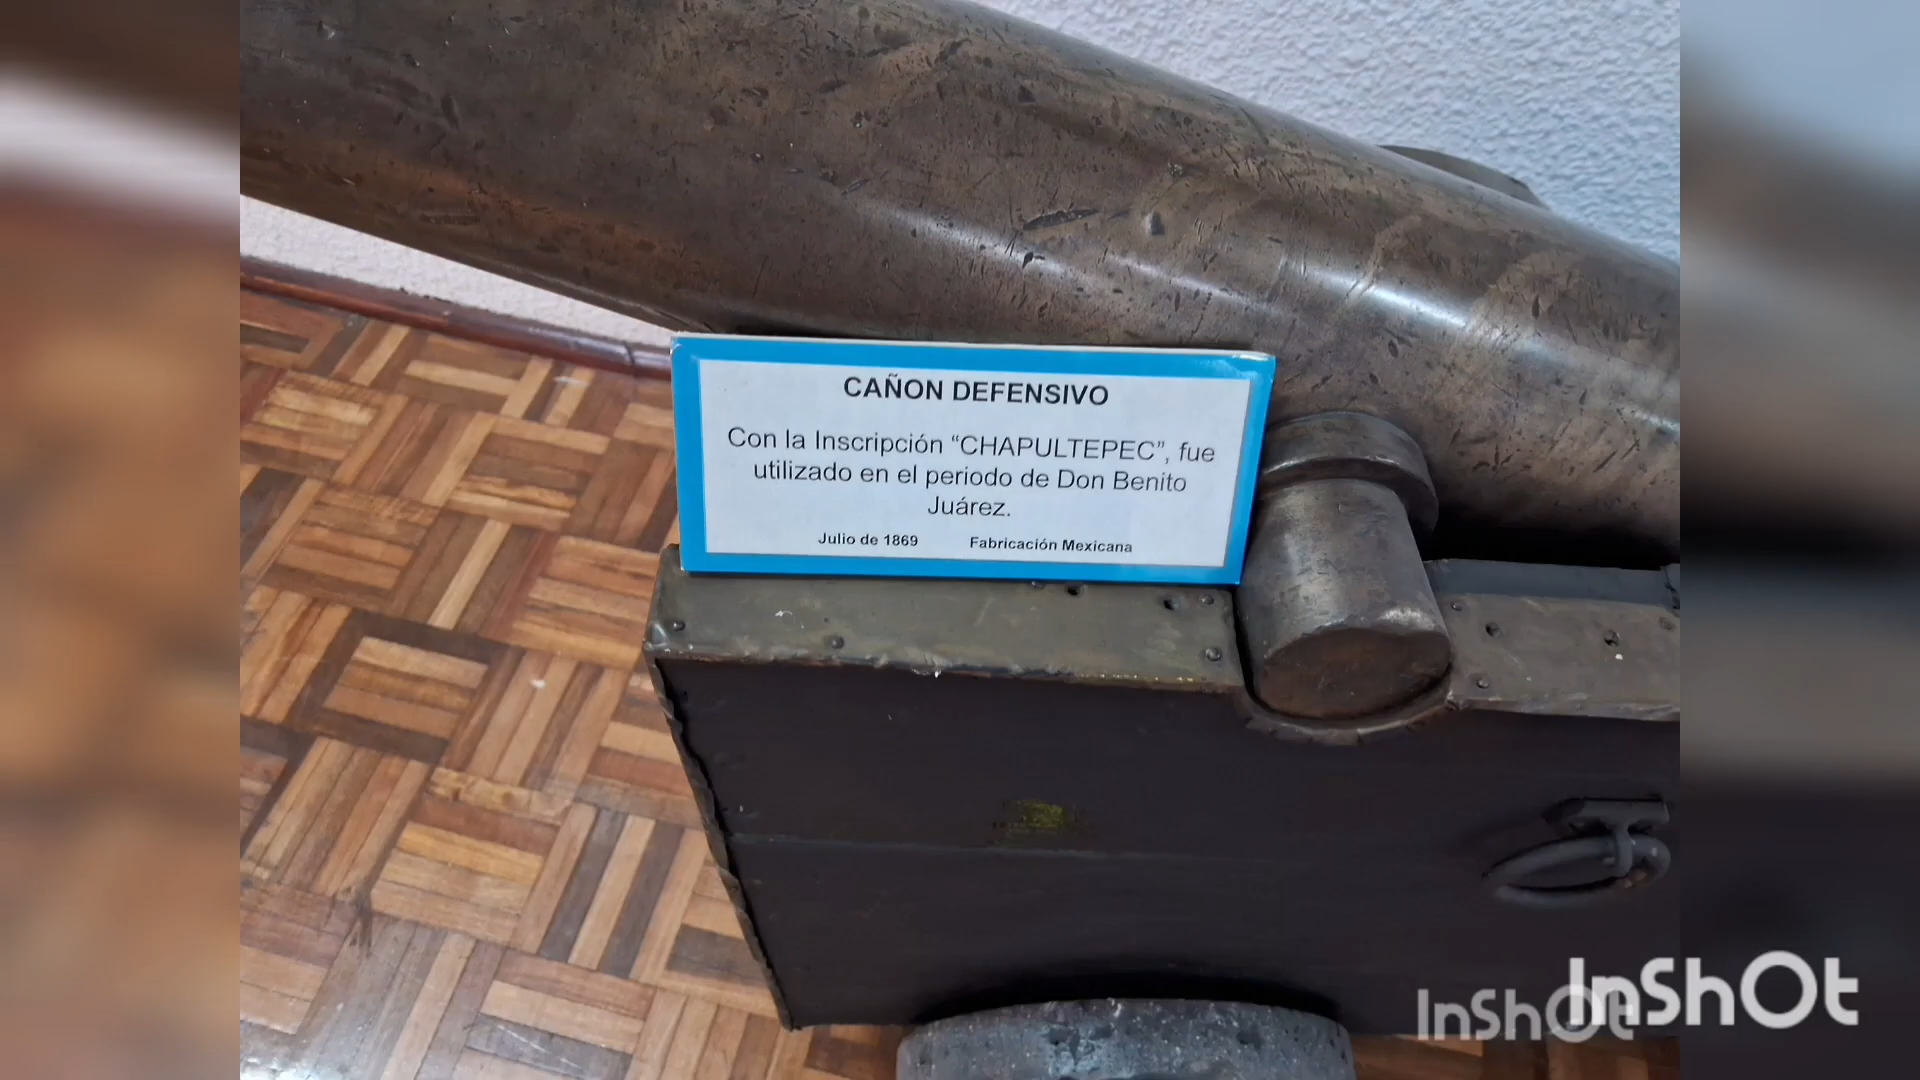 CAÑON DEFENSIVO
Con la Inscripción “CHAPULTEPEC”, fue
utilizado en el periodo de Don Benito
Juárez.
Julio de 1869 Fabricación Mexicana
InShOt
InShOt